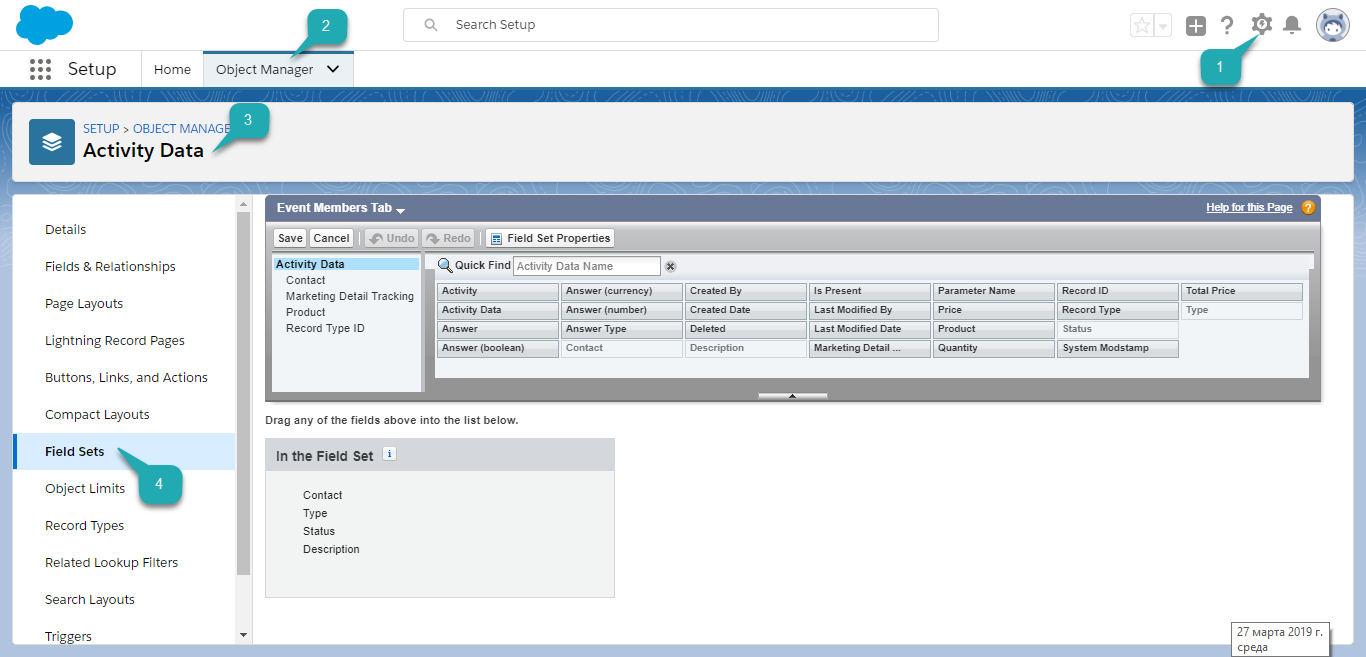 2
Search Setup
1
Setup
Home
Object Manager
3
SETUP > OBJECT MANAGE
Activity Data
Details
Fields & Relationships
Page Layouts
Lightning Record Pages
Buttons, Links, and Actions
Compact Layouts
Field Sets
4
Object Limits
Record Types
Related Lookup Filters
Search Layouts
Triggers
Event Members Tab
Help for this Page ?
Save Cancel Undo Redo Field Set Properties
Activity Data
Contact
Marketing Detail Tracking
Product
Record Type ID
Quick Find Activity Data Name
Activity Answer (currency) Created By Is Present Parameter Name Record ID Total Price
Activity Data Answer (number) Created Date Last Modified By Price Record Type Type
Answer Answer Type Deleted Last Modified Date Product Status
Answer (boolean) Contact Description Marketing Detail ... Quantity System Modstamp
Drag any of the fields above into the list below.
In the Field Set i
Contact
Type
Status
Description
27 марта 2019 г.
среда